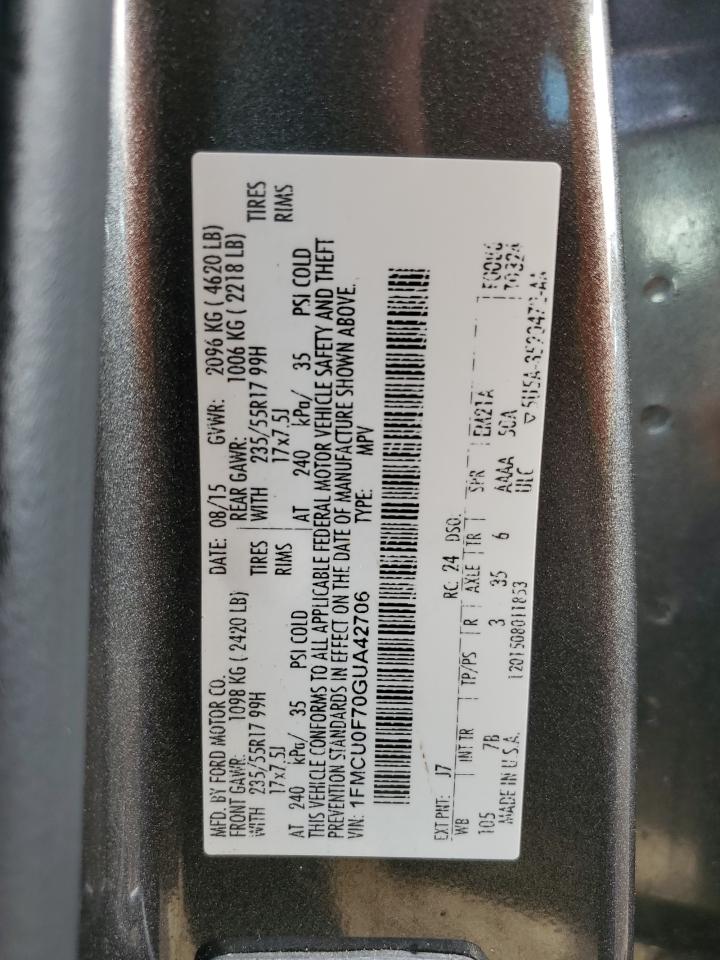 MFD. BY FORD MOTOR CO. DATE: 08/15 GVWR: 2096 KG ( 4620 LB)
FRONT GAWR: 1098 KG ( 2420 LB) REAR GAWR: 1006 KG ( 2218 LB)
WITH 235/55R17 99H TIRES WITH 235/55R17 99H TIRES
17x7.5J RIMS 17x7.5J RIMS
AT 240 kPa/ 35 PSI COLD AT 240 kPa/ 35 PSI COLD
THIS VEHICLE CONFORMS TO ALL APPLICABLE FEDERAL MOTOR VEHICLE SAFETY AND THEFT
PREVENTION STANDARDS IN EFFECT ON THE DATE OF MANUFACTURE SHOWN ABOVE.
VIN: 1FMCU0F70GUA42706 TYPE: MPV
EXT PNT: J7 RC: 24 DSO:
WB INT TR TP/PS R AXLE TR SPR
105 7B 3 35 6 AAAA
MADE IN U.S.A. ULC
1201508011853